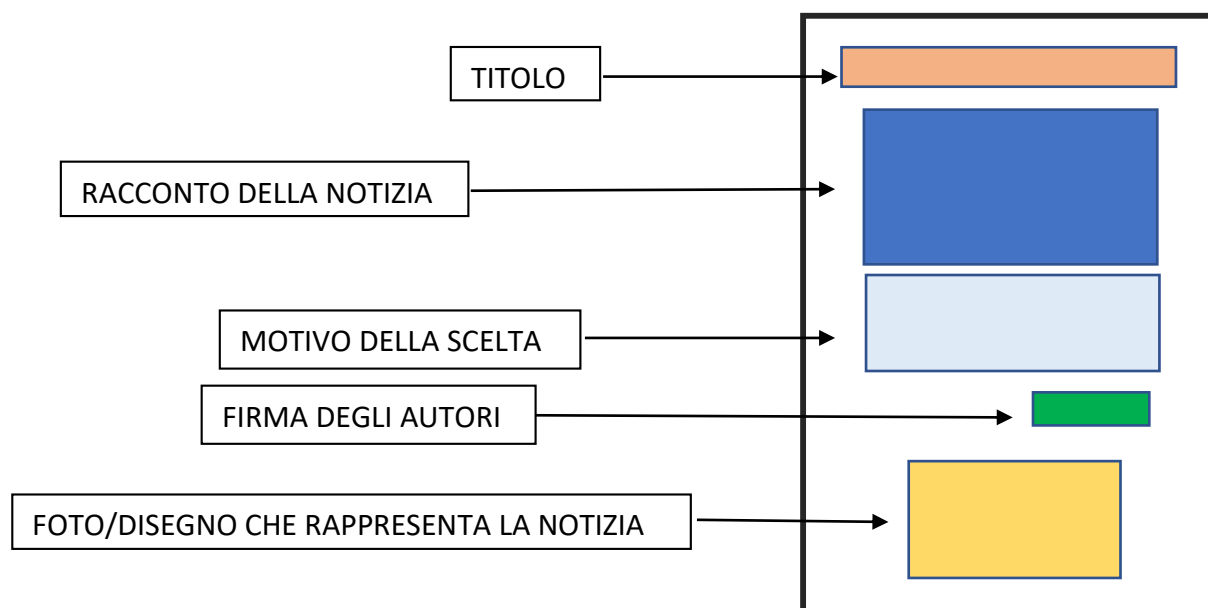 TITOLO
RACCONTO DELLA NOTIZIA
MOTIVO DELLA SCELTA
FIRMA DEGLI AUTORI
FOTO/DISEGNO CHE RAPPRESENTA LA NOTIZIA